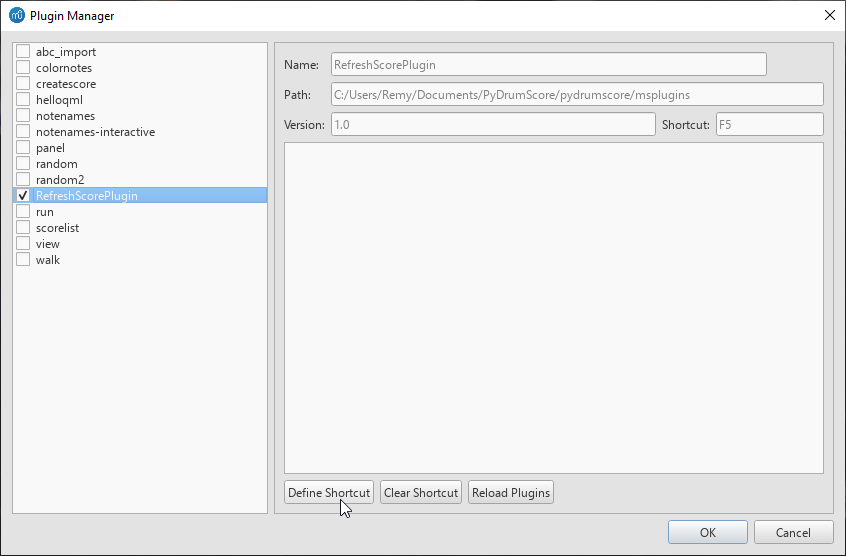 Plugin Manager
abc_import
colornotes
createscore
helloqml
notenames
notenames-interactive
panel
random
random2
RefreshScorePlugin
run
scorelist
view
walk
Name: RefreshScorePlugin
Path: C:/Users/Remy/Documents/PyDrumScore/pydrumscore/msplugins
Version: 1.0 Shortcut: F5
Define Shortcut Clear Shortcut Reload Plugins
OK Cancel